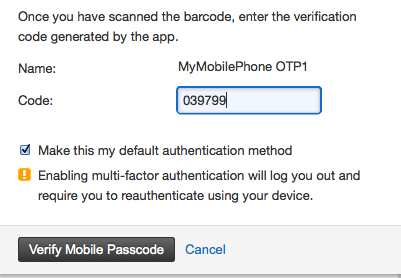 Once you have scanned the barcode, enter the verification
code generated by the app.
Name: MyMobilePhone OTP1
Code: 039799
Make this my default authentication method
Enabling multi-factor authentication will log you out and
require you to reauthenticate using your device.
Verify Mobile Passcode Cancel